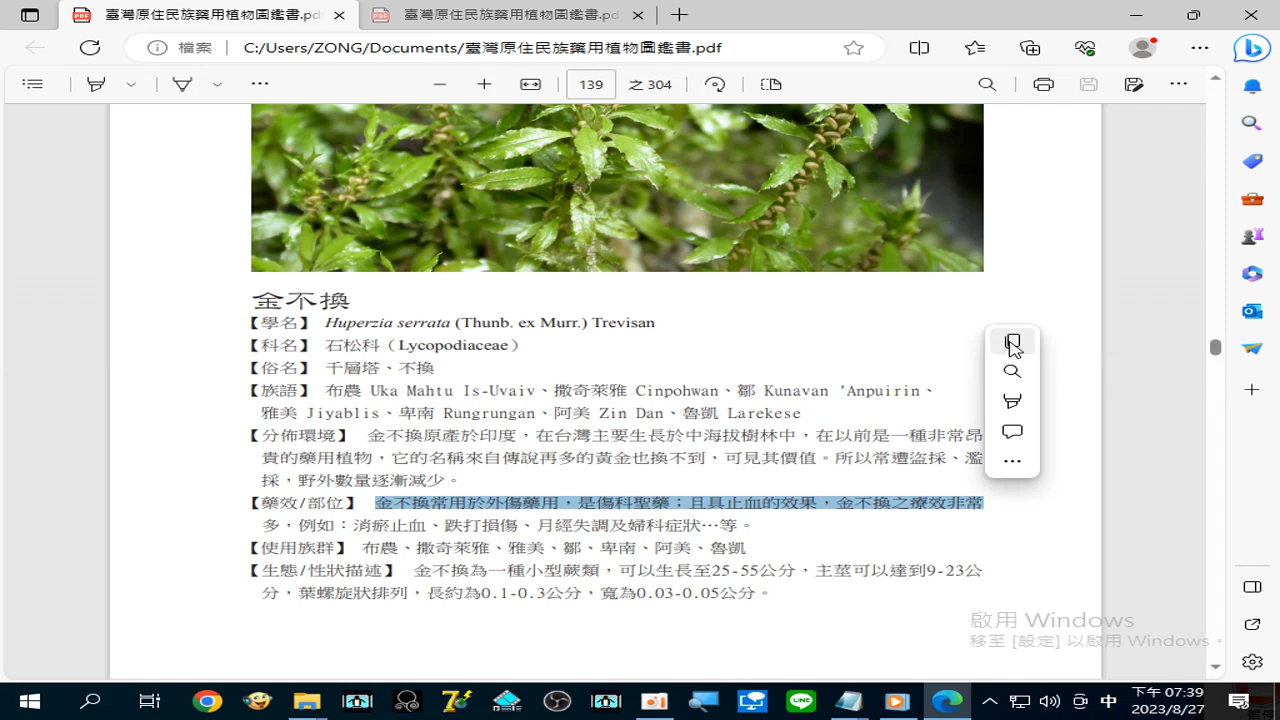 臺灣原住民族藥用植物圖鑑書.pd
臺灣原住民族藥用植物圖鑑書.pd
檔案
C:/Users/ZONG/Documents/臺灣原住民族藥用植物圖鑑書.pdf
139 之 304
金不換
【學名】 Huperzia serrata (Thunb. ex Murr.) Trevisan
【科名】 石松科（Lycopodiaceae）
【俗名】 千層塔、不換
【族語】 布農 Uka Mahtu Is-Uvaiv、撒奇萊雅 Cinpohwan、鄒 Kunavan 'Anpuirin、
雅美 Jiyablis、卑南 Rungrungan、阿美 Zin Dan、魯凱 Larekese
【分佈環境】 金不換原產於印度，在台灣主要生長於中海拔樹林中，在以前是一種非常昂
貴的藥用植物，它的名稱來自傳說再多的黃金也換不到，可見其價值。所以常遭盜採、濫
採，野外數量逐漸減少。
【藥效/部位】 金不換常用於外傷藥用，是傷科聖藥；且具止血的效果，金不換之療效非常
多，例如：消瘀止血、跌打損傷、月經失調及婦科症狀…等。
【使用族群】 布農、撒奇萊雅、雅美、鄒、卑南、阿美、魯凱
【生態/性狀描述】 金不換為一種小型蕨類，可以生長至25-55公分，主莖可以達到9-23公
分，葉螺旋狀排列，長約為0.1-0.3公分，寬為0.03-0.05公分。
啟用 Windows
移至 [設定] 以啟用 Windows。
中
下午 07:39
2023/8/27